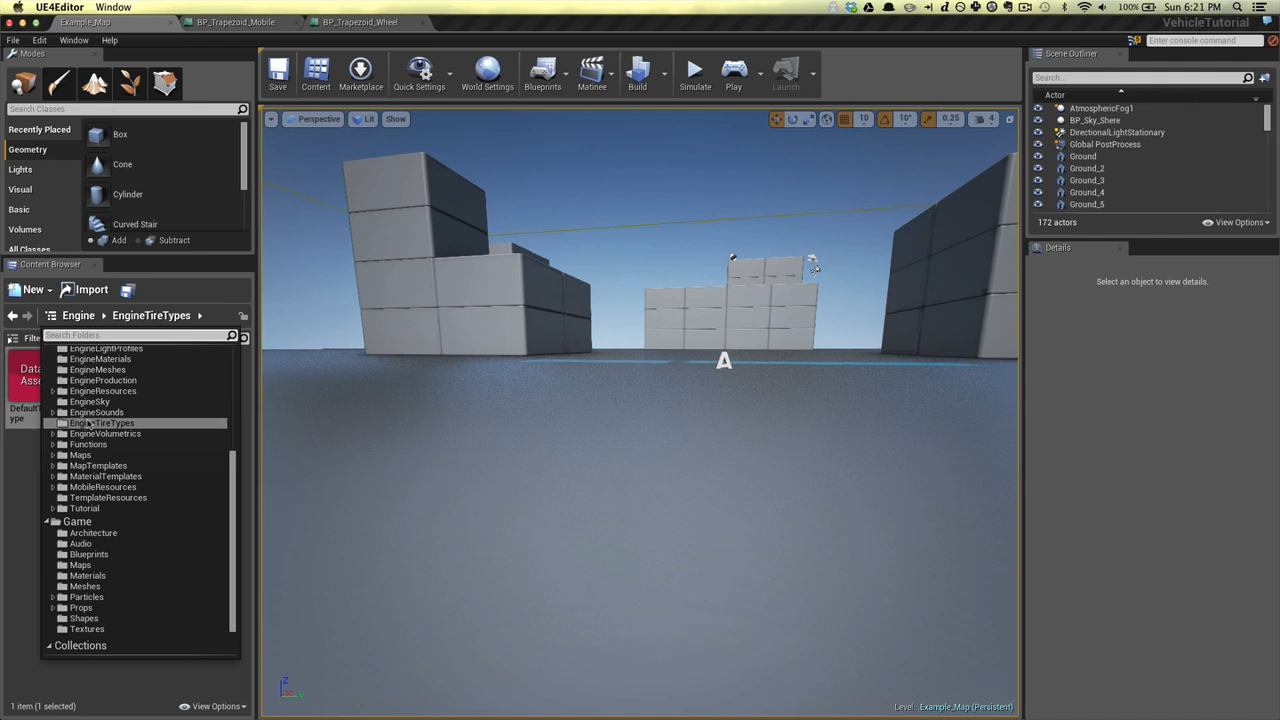 UE4Editor Window
100% Sun 6:21 PM
Example_Map BP_Trapezoid_Mobile BP_Trapezoid_Wheel VehicleTutorial
File Edit Window Help
Enter console command
Modes
Search Classes
Recently Placed
Geometry
Lights
Visual
Basic
Volumes
All Classes
Box
Cone
Cylinder
Curved Stair
Add Subtract
Save Content Marketplace Quick Settings World Settings Blueprints Matinee Build Simulate Play Launch
Perspective Lit Show
10 10° 0.25 4
Scene Outliner
Search...
Actor
AtmosphericFog1
BP_Sky_Shere
DirectionalLightStationary
Global PostProcess
Ground
Ground_2
Ground_3
Ground_4
Ground_5
172 actors View Options
Details
Select an object to view details.
Content Browser
New Import
Engine EngineTireTypes
Search Folders
EngineLightProfiles
EngineMaterials
EngineMeshes
EngineProduction
EngineResources
EngineSky
EngineSounds
EngineTireTypes
EngineVolumetrics
Functions
Maps
MapTemplates
MaterialTemplates
MobileResources
TemplateResources
Tutorial
Game
Architecture
Audio
Blueprints
Maps
Materials
Meshes
Particles
Props
Shapes
Textures
Collections
1 item (1 selected) View Options
A
Z
Level: Example_Map (Persistent)